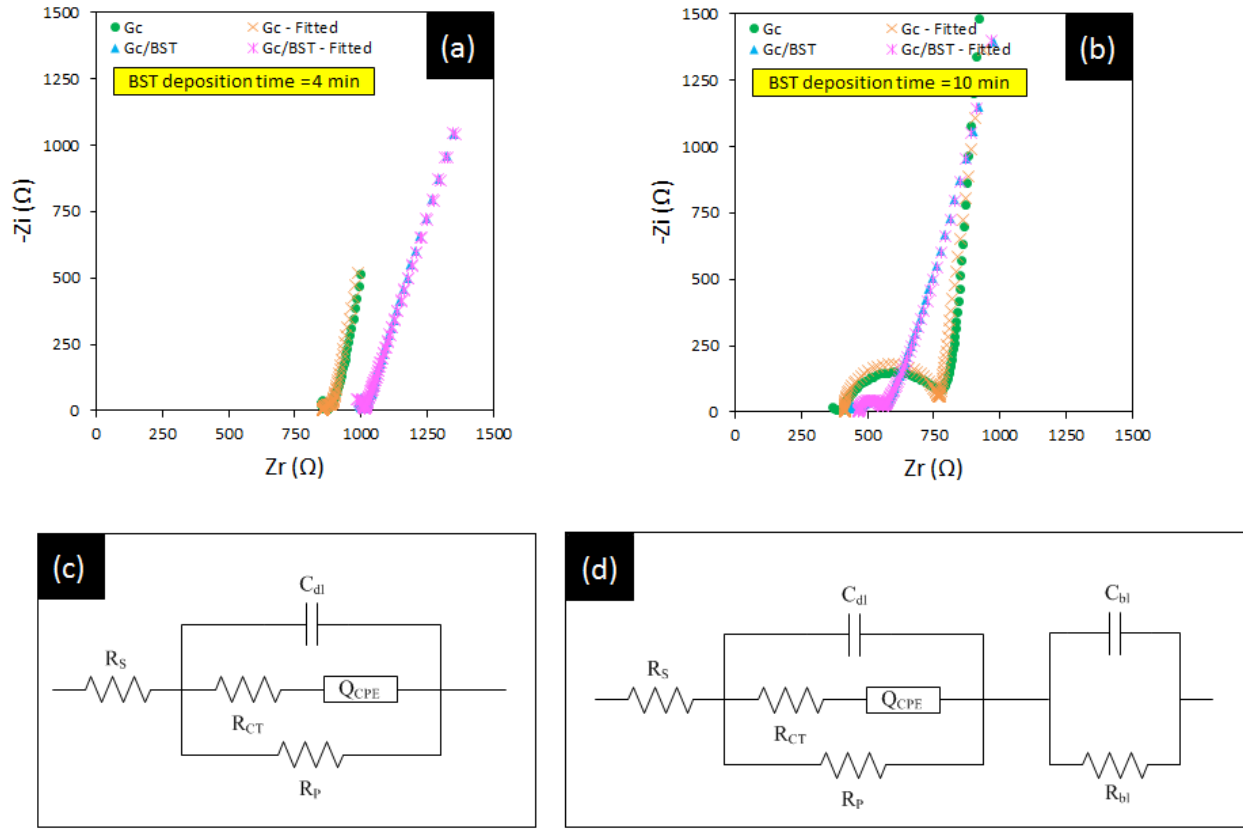 Gc Gc - Fitted
Gc/BST Gc/BST - Fitted
(a)
BST deposition time =4 min
1500
1250
1000
750
500
250
0
-Zi (Ω)
0 250 500 750 1000 1250 1500
Zr (Ω)
Gc Gc - Fitted
Gc/BST Gc/BST - Fitted
(b)
BST deposition time =10 min
1500
1250
1000
750
500
250
0
-Zi (Ω)
0 250 500 750 1000 1250 1500
Zr (Ω)
(c)
Cdl
RS
QCPE
RCT
RP
(d)
Cdl
Cbl
RS
QCPE
RCT
RP
Rbl